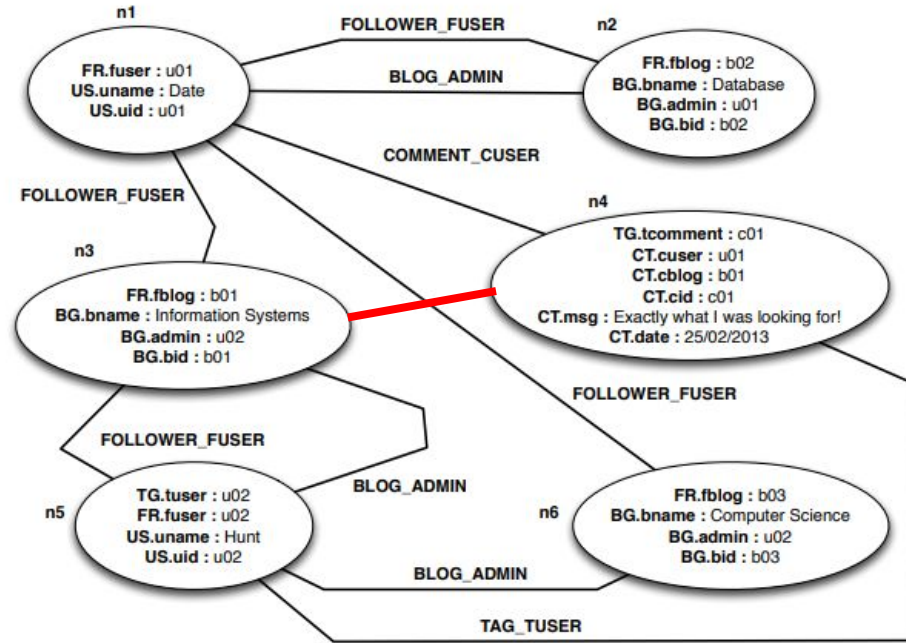 n1
FOLLOWER_FUSER
n2
FR.fuser : u01
US.uname : Date
US.uid : u01
BLOG_ADMIN
FR.fblog : b02
BG.bname : Database
BG.admin : u01
BG.bid : b02
COMMENT_CUSER
FOLLOWER_FUSER
n4
n3
TG.tcomment : c01
CT.cuser : u01
CT.cblog : b01
CT.cid : c01
CT.msg : Exactly what I was looking for!
CT.date : 25/02/2013
FR.fblog : b01
BG.bname : Information Systems
BG.admin : u02
BG.bid : b01
FOLLOWER_FUSER
FOLLOWER_FUSER
BLOG_ADMIN
n5
TG.tuser : u02
FR.fuser : u02
US.uname : Hunt
US.uid : u02
n6
FR.fblog : b03
BG.bname : Computer Science
BG.admin : u02
BG.bid : b03
BLOG_ADMIN
TAG_TUSER